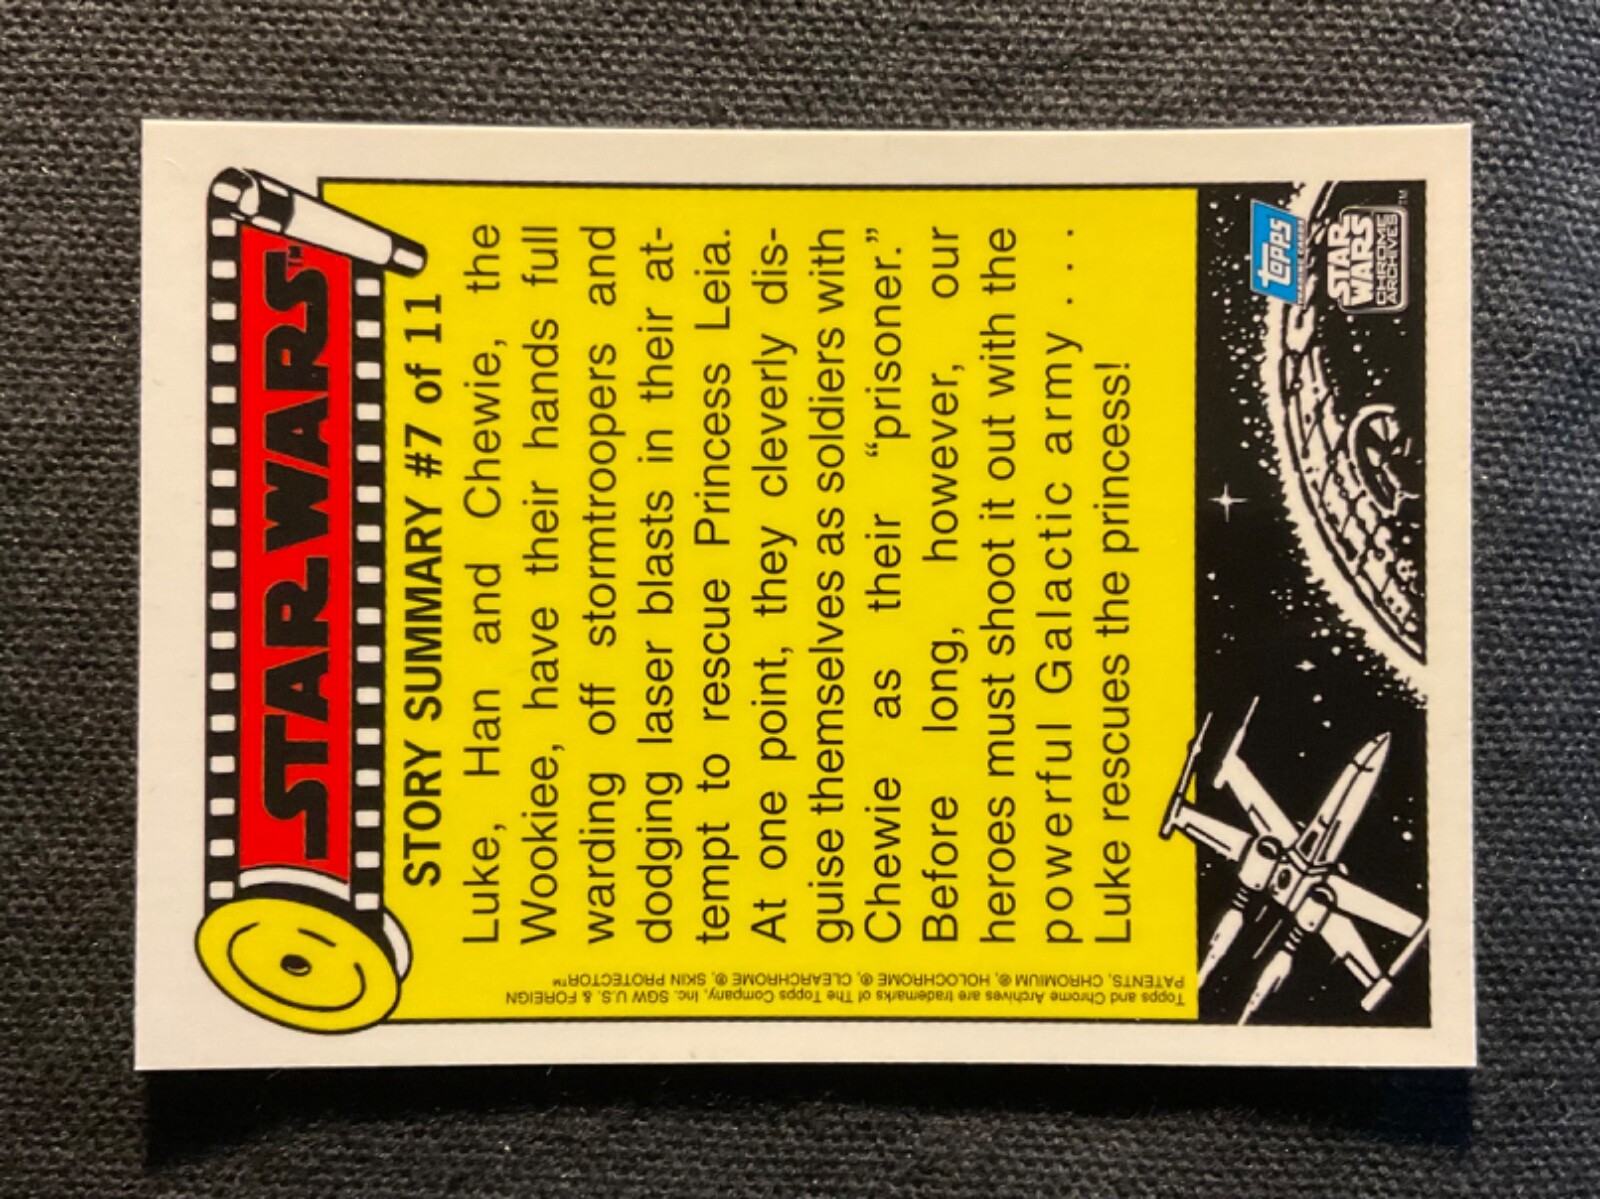 STAR WARS™
STORY SUMMARY #7 of 11
Luke, Han and Chewie, the
Wookiee, have their hands full
warding off stormtroopers and
dodging laser blasts in their at-
tempt to rescue Princess Leia.
At one point, they cleverly dis-
guise themselves as soldiers with
Chewie as their “prisoner.”
Before long, however, our
heroes must shoot it out with the
powerful Galactic army . . .
Luke rescues the princess!
Topps and Chrome Archives are trademarks of The Topps Company, Inc. SGW U.S. & FOREIGN
PATENTS, CHROMIUM ® HOLOCHROME ®, CLEARCHROME ®, SKIN PROTECTOR™
Topps
STAR
WARS
CHROME
ARCHIVES
™